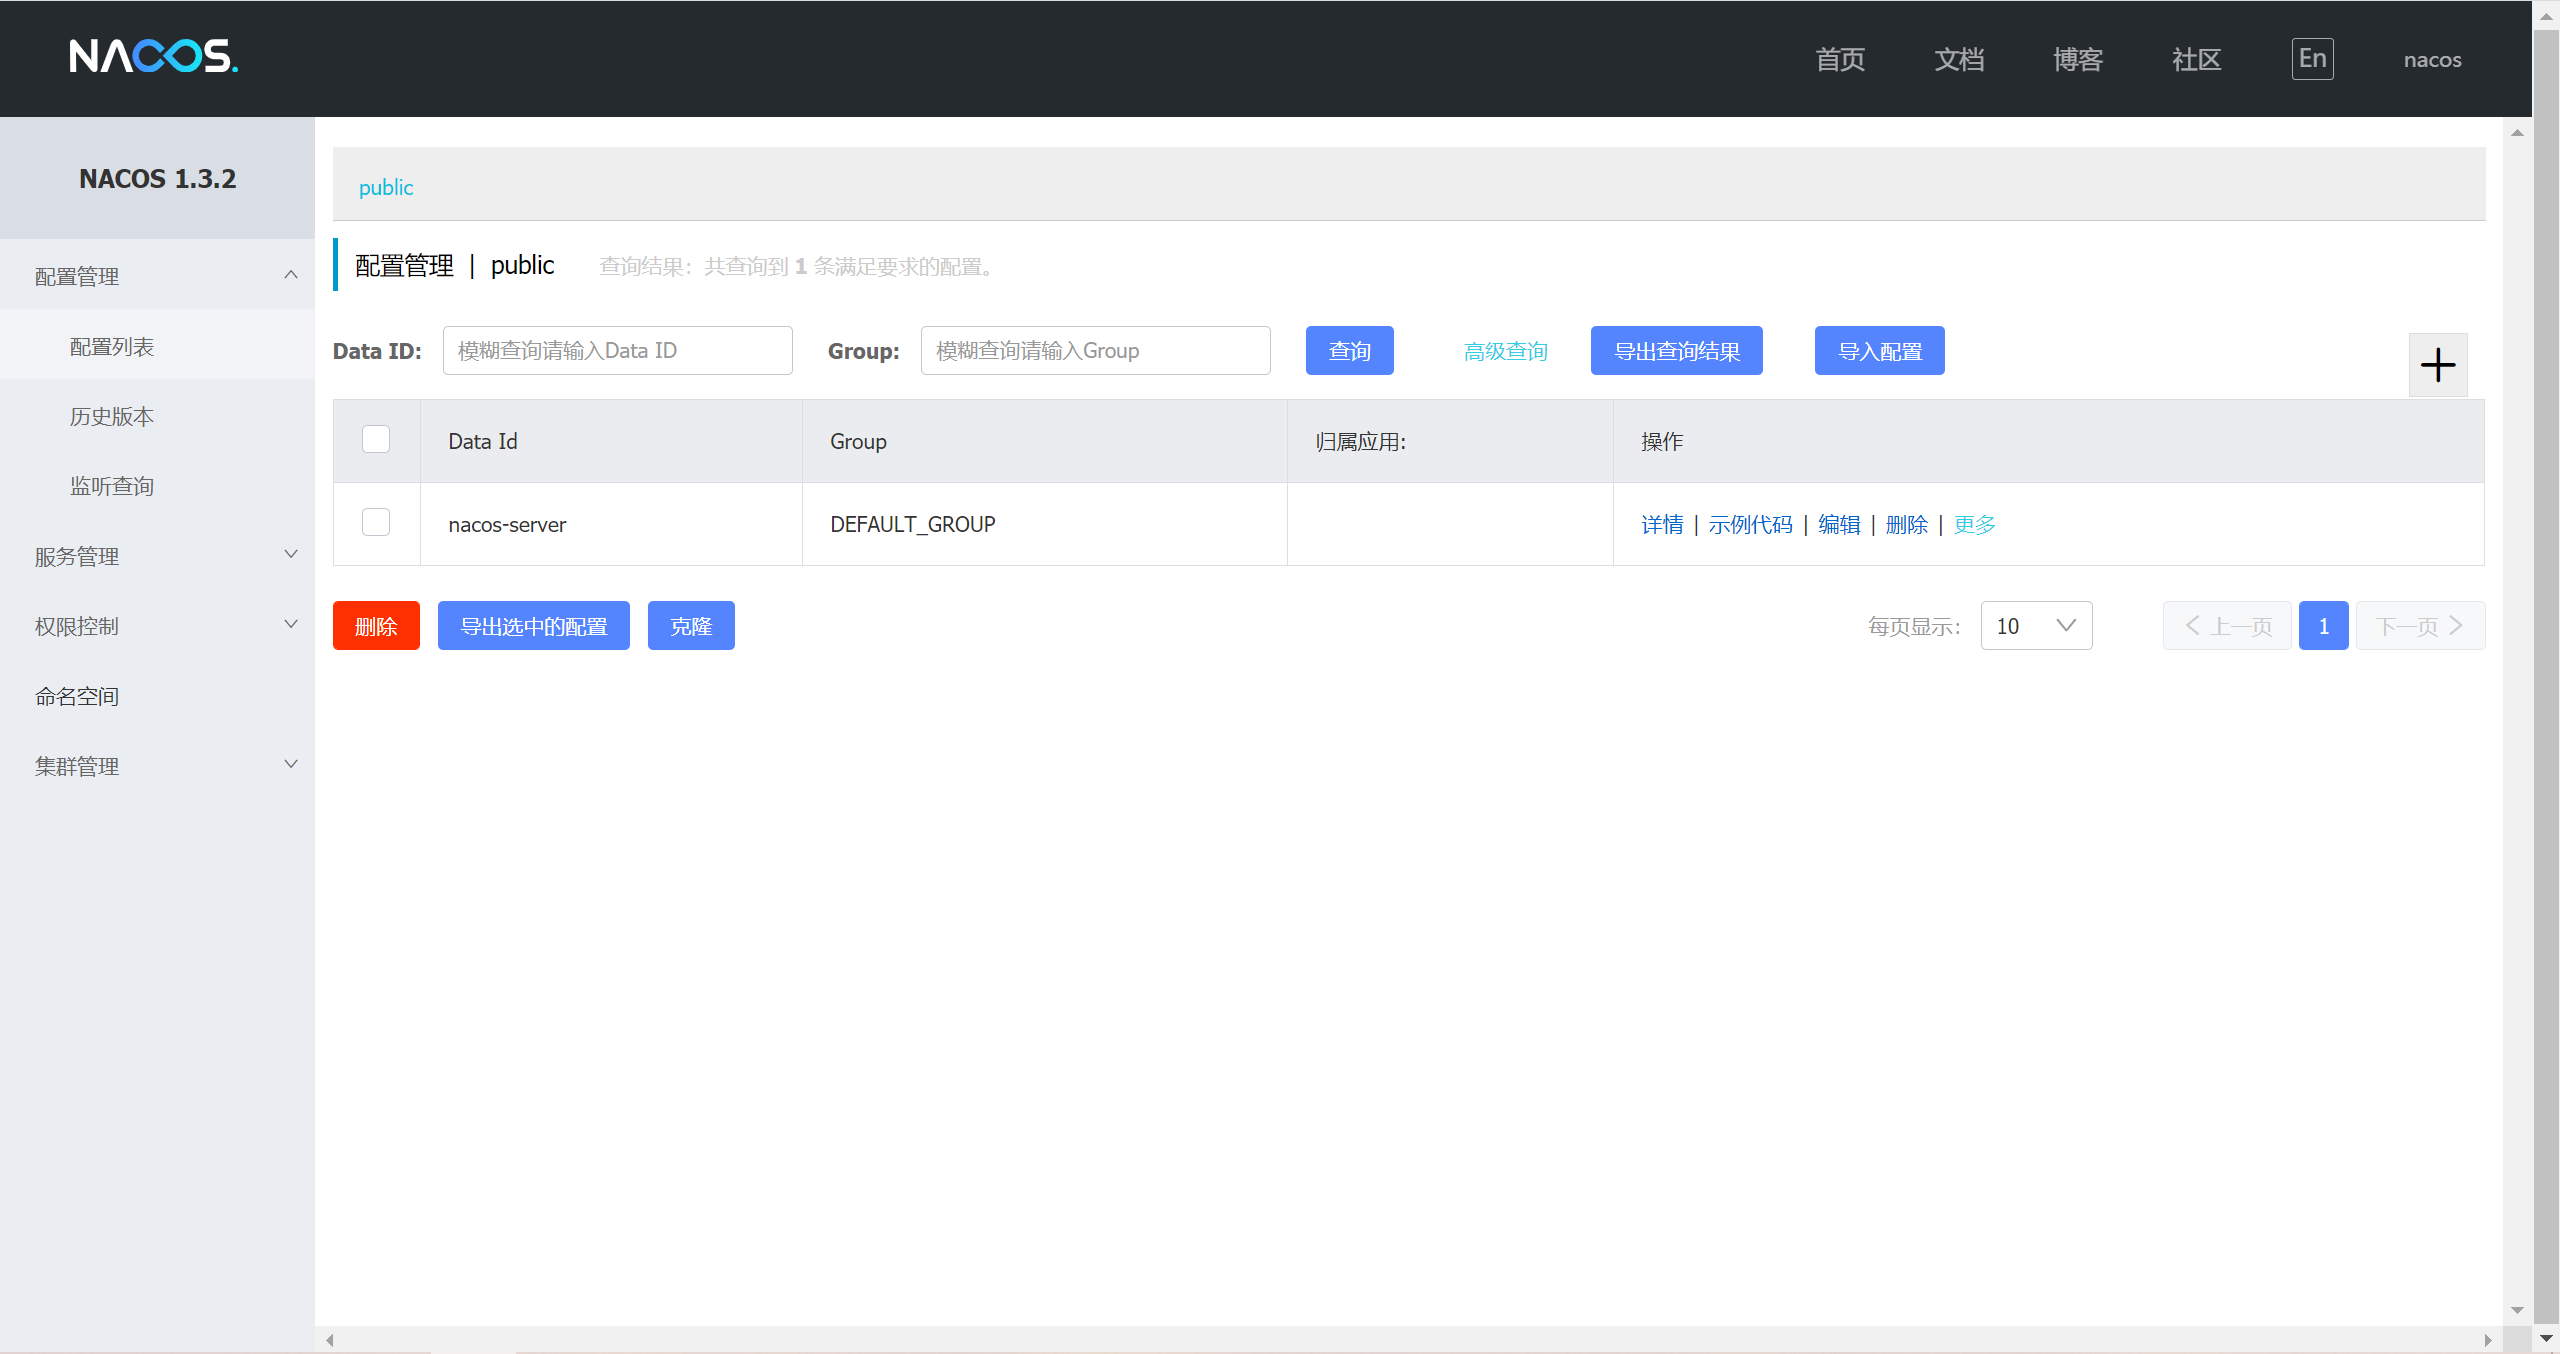 NACOS.
首页 文档 博客 社区 En nacos
NACOS 1.3.2
配置管理
配置列表
历史版本
监听查询
服务管理
权限控制
命名空间
集群管理
public
配置管理 | public 查询结果：共查询到 1 条满足要求的配置。
Data ID: 模糊查询请输入Data ID Group: 模糊查询请输入Group 查询 高级查询 导出查询结果 导入配置
Data Id Group 归属应用: 操作
nacos-server DEFAULT_GROUP 详情 | 示例代码 | 编辑 | 删除 | 更多
删除 导出选中的配置 克隆 每页显示: 10 上一页 1 下一页